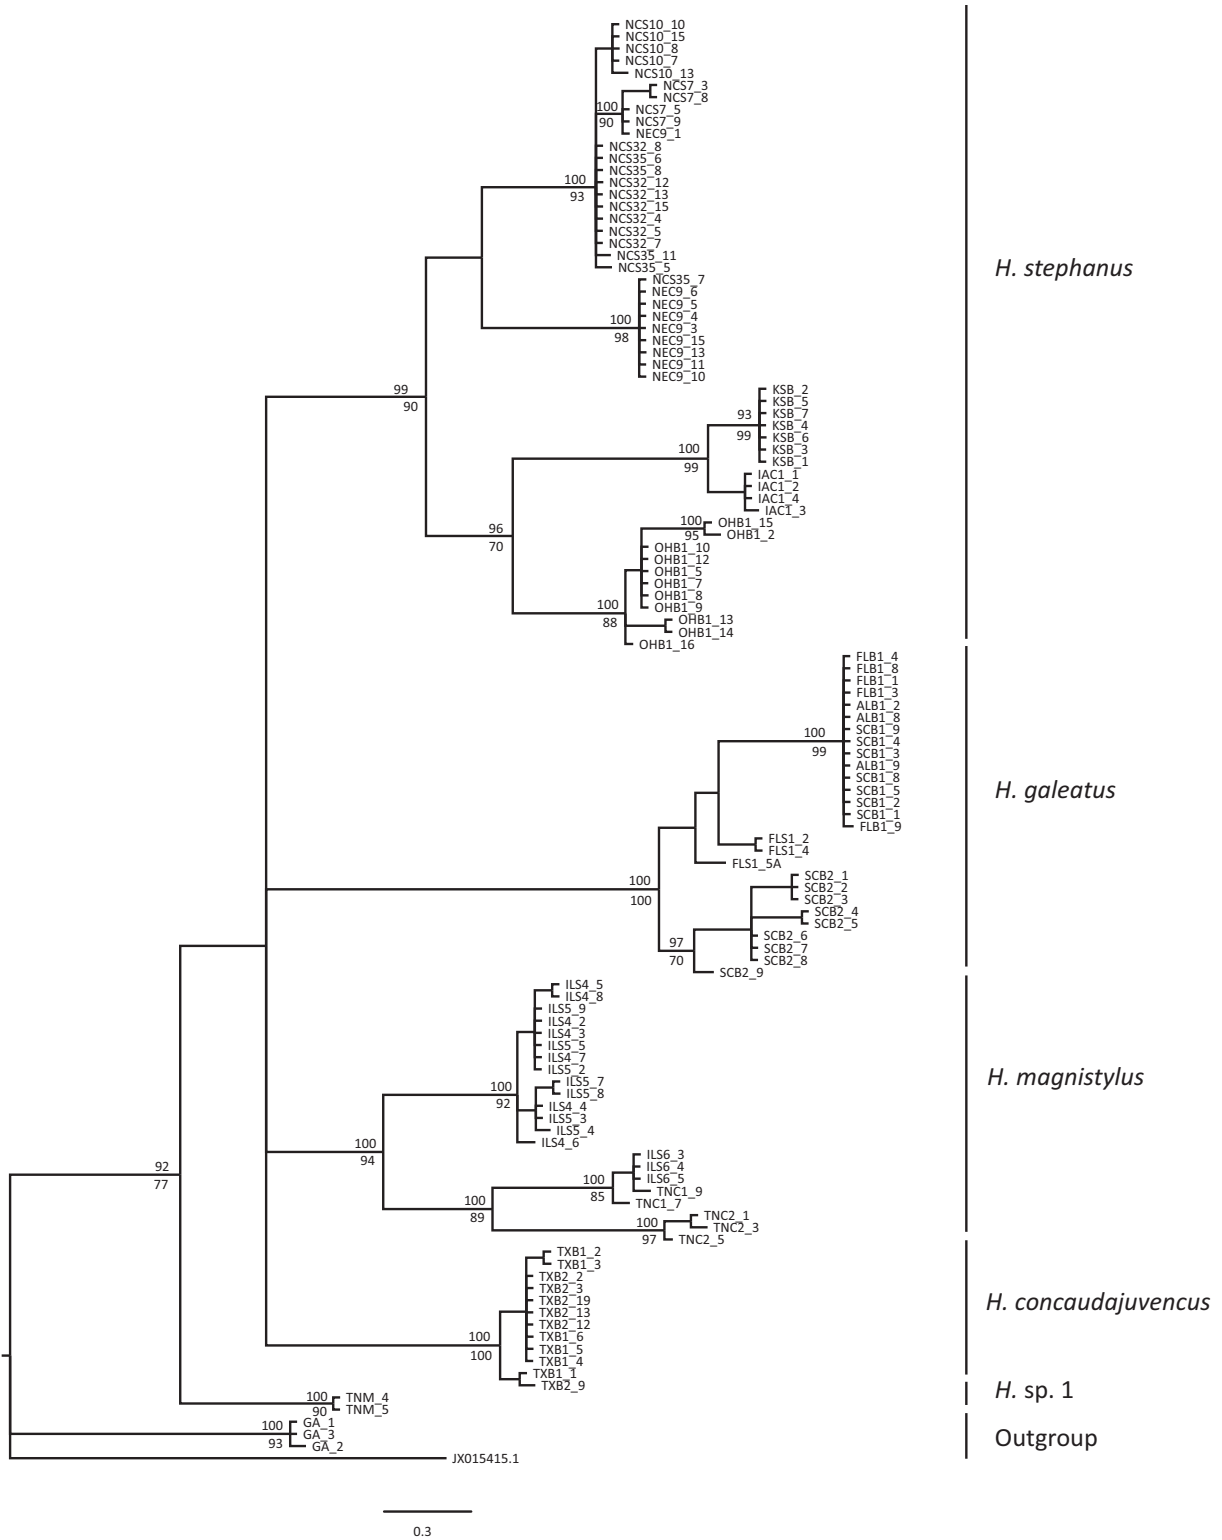 NCS10_10
NCS10_15
NCS10_8
NCS10_7
NCS10_13
NCS7_3
NCS7_8
100
NCS7_5
90
NCS7_9
NEC9_1
NCS32_8
NCS35_6
NCS35_8
100
NCS32_12
93
NCS32_13
NCS32_15
NCS32_4
NCS32_5
NCS32_7
NCS35_11
NCS35_5
H. stephanus
NCS35_7
NEC9_6
NEC9_5
NEC9_4
100
NEC9_3
98
NEC9_15
NEC9_13
NEC9_11
NEC9_10
99
90
KSB_2
KSB_5
KSB_7
93
KSB_4
99
KSB_6
KSB_3
KSB_1
100
99
IAC1_1
IAC1_2
IAC1_4
IAC1_3
96
70
100
OHB1_15
95
OHB1_2
OHB1_10
OHB1_12
OHB1_5
OHB1_7
OHB1_8
OHB1_9
100
88
OHB1_13
OHB1_14
OHB1_16
FLB1_4
FLB1_8
FLB1_1
FLB1_3
ALB1_2
ALB1_8
SCB1_9
100
SCB1_4
99
SCB1_3
ALB1_9
SCB1_8
SCB1_5
SCB1_2
SCB1_1
FLB1_9
H. galeatus
FLS1_2
FLS1_4
FLS1_5A
100
100
SCB2_1
SCB2_2
SCB2_3
SCB2_4
SCB2_5
97
70
SCB2_6
SCB2_7
SCB2_8
SCB2_9
ILS4_5
ILS4_8
ILS5_9
ILS4_2
ILS4_3
ILS5_5
ILS4_7
ILS5_2
100
92
ILS5_7
ILS5_8
ILS4_4
ILS5_3
ILS5_4
ILS4_6
H. magnistylus
100
94
ILS6_3
ILS6_4
ILS6_5
100
85
TNC1_9
TNC1_7
100
89
TNC2_1
100
TNC2_3
97
TNC2_5
TXB1_2
TXB1_3
TXB2_2
TXB2_3
TXB2_19
TXB2_13
TXB2_12
TXB1_6
TXB1_5
TXB1_4
100
100
TXB1_1
TXB2_9
H. concaudajuvencus
92
77
100
TNM_4
90
TNM_5
H. sp. 1
100
GA_1
GA_3
93
GA_2
Outgroup
JX015415.1
0.3